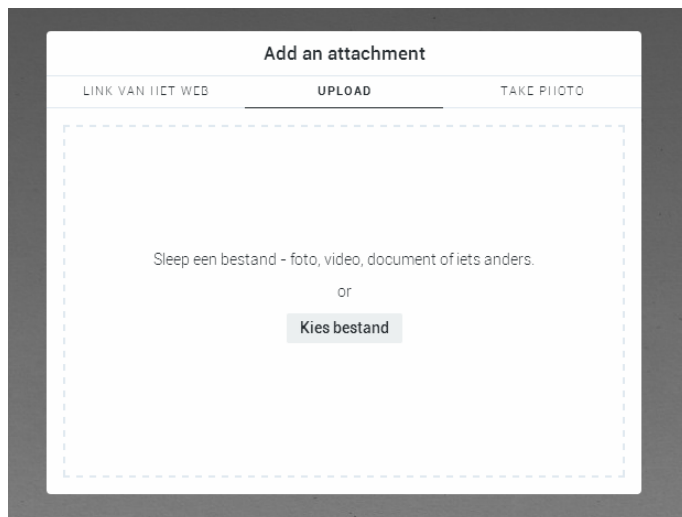 Add an attachment
LINK VAN HET WEB
UPLOAD
TAKE PHOTO
Sleep een bestand - foto, video, document of iets anders.
or
Kies bestand